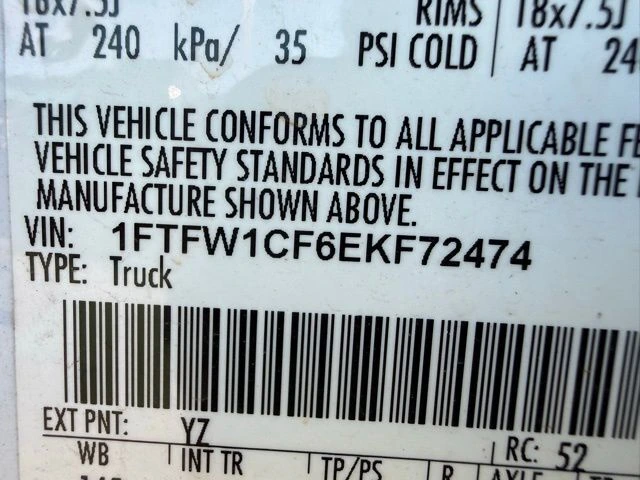 18x7.5J RIMS 18x7.5J
AT 240 kPa/ 35 PSI COLD AT 24
THIS VEHICLE CONFORMS TO ALL APPLICABLE FE
VEHICLE SAFETY STANDARDS IN EFFECT ON THE
MANUFACTURE SHOWN ABOVE.
VIN: 1FTFW1CF6EKF72474
TYPE: Truck
EXT PNT: YZ RC: 52
WB INT TR TP/PS R AXLE